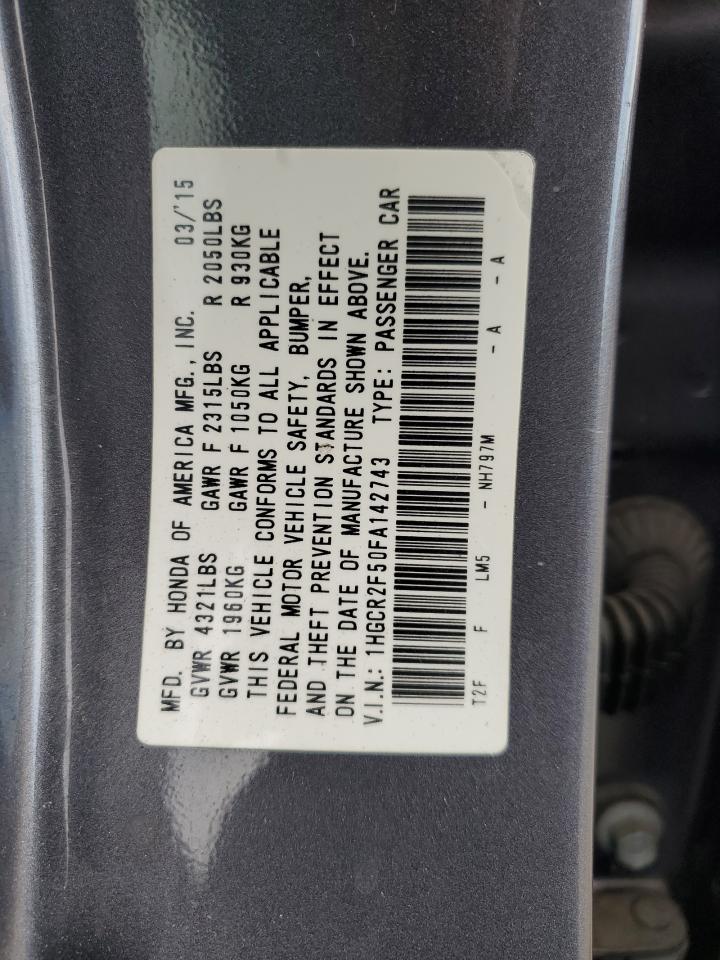 MFD. BY HONDA OF AMERICA MFG., INC. 03/'15
GVWR 4321LBS GAWR F 2315LBS R 2050LBS
GVWR 1960KG GAWR F 1050KG R 930KG
THIS VEHICLE CONFORMS TO ALL APPLICABLE
FEDERAL MOTOR VEHICLE SAFETY, BUMPER,
AND THEFT PREVENTION STANDARDS IN EFFECT
ON THE DATE OF MANUFACTURE SHOWN ABOVE.
V.I.N.: 1HGCR2F50FA142743 TYPE: PASSENGER CAR
T2F F LM5 - NH797M - A - A